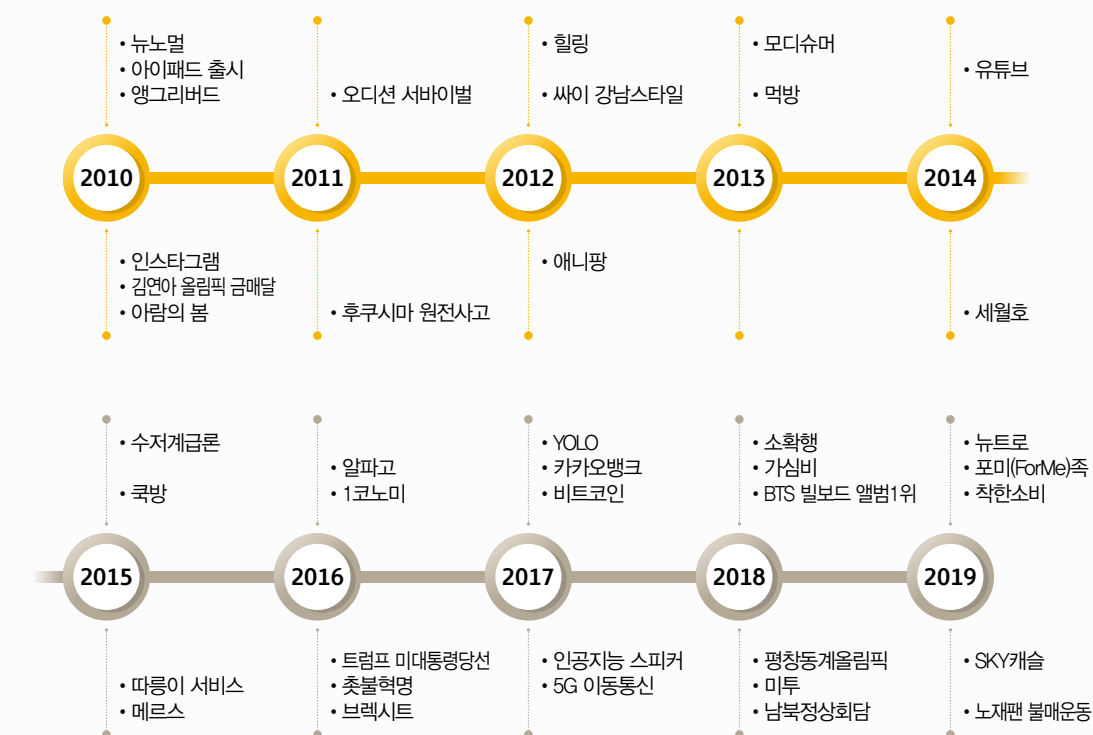 • 뉴노멀
• 아이패드 출시
• 앵그리버드
• 오디션 서바이벌
• 힐링
• 싸이 강남스타일
• 모디슈머
• 먹방
• 유튜브
2010
2011
2012
2013
2014
• 인스타그램
• 김연아 올림픽 금매달
• 아람의 봄
• 후쿠시마 원전사고
• 애니팡
• 세월호
• 수저계급론
• 쿡방
• 알파고
• 1코노미
• YOLO
• 카카오뱅크
• 비트코인
• 소확행
• 가심비
• BTS 빌보드 앨범1위
• 뉴트로
• 포미(ForMe)족
• 착한소비
2015
2016
2017
2018
2019
• 따릉이 서비스
• 메르스
• 트럼프 미대통령당선
• 촛불혁명
• 브렉시트
• 인공지능 스피커
• 5G 이동통신
• 평창동계올림픽
• 미투
• 남북정상회담
• SKY캐슬
• 노재팬 불매운동